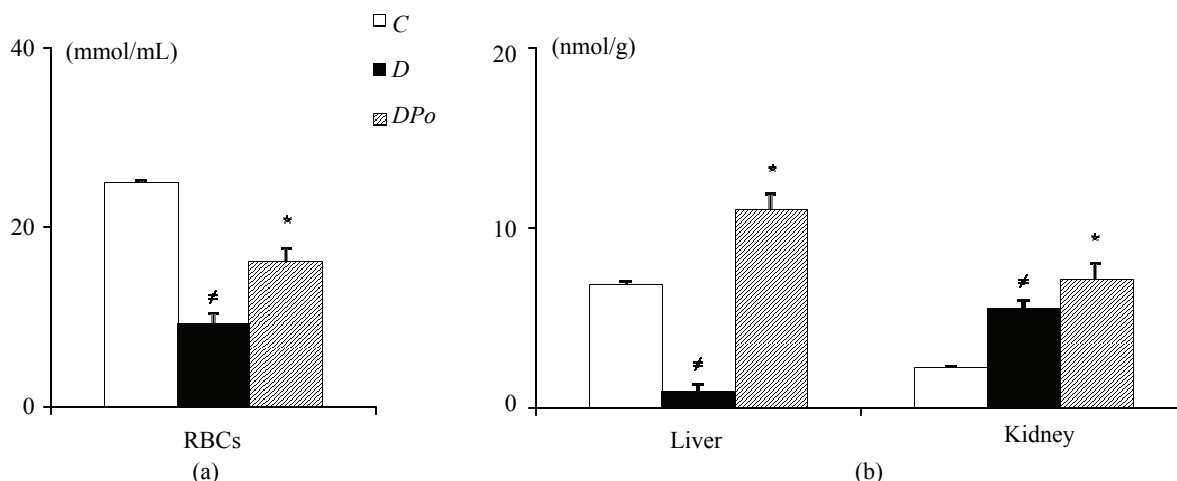 (mmol/mL)
40
20
0
≠
*
RBCs
(a)
C
D
DPo
(nmol/g)
20
10
0
≠
*
≠
*
Liver
Kidney
(b)